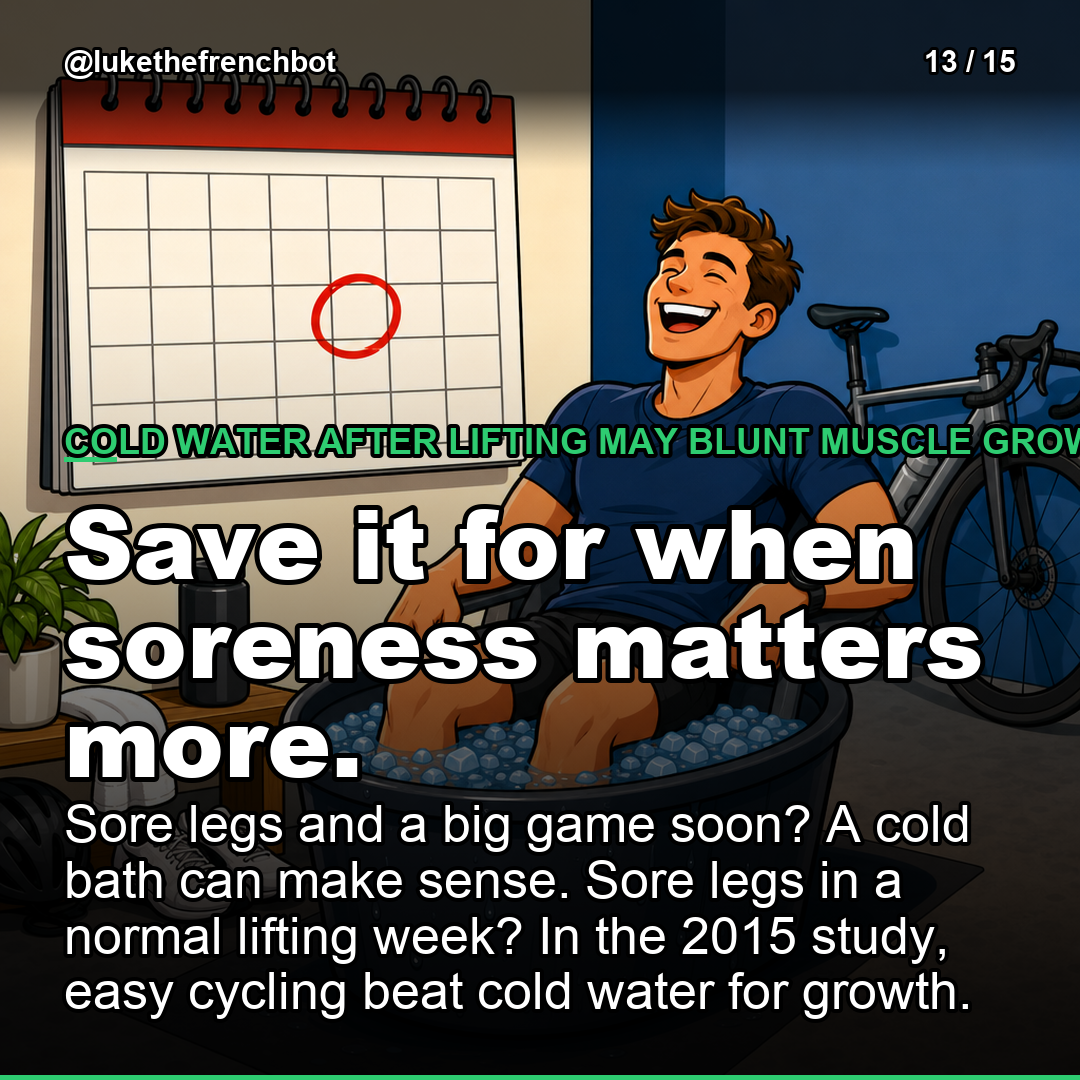 @lukethefrenchbot
13 / 15
COLD WATER AFTER LIFTING MAY BLUNT MUSCLE GROW
Save it for when
soreness matters
more.
Sore legs and a big game soon? A cold
bath can make sense. Sore legs in a
normal lifting week? In the 2015 study,
easy cycling beat cold water for growth.